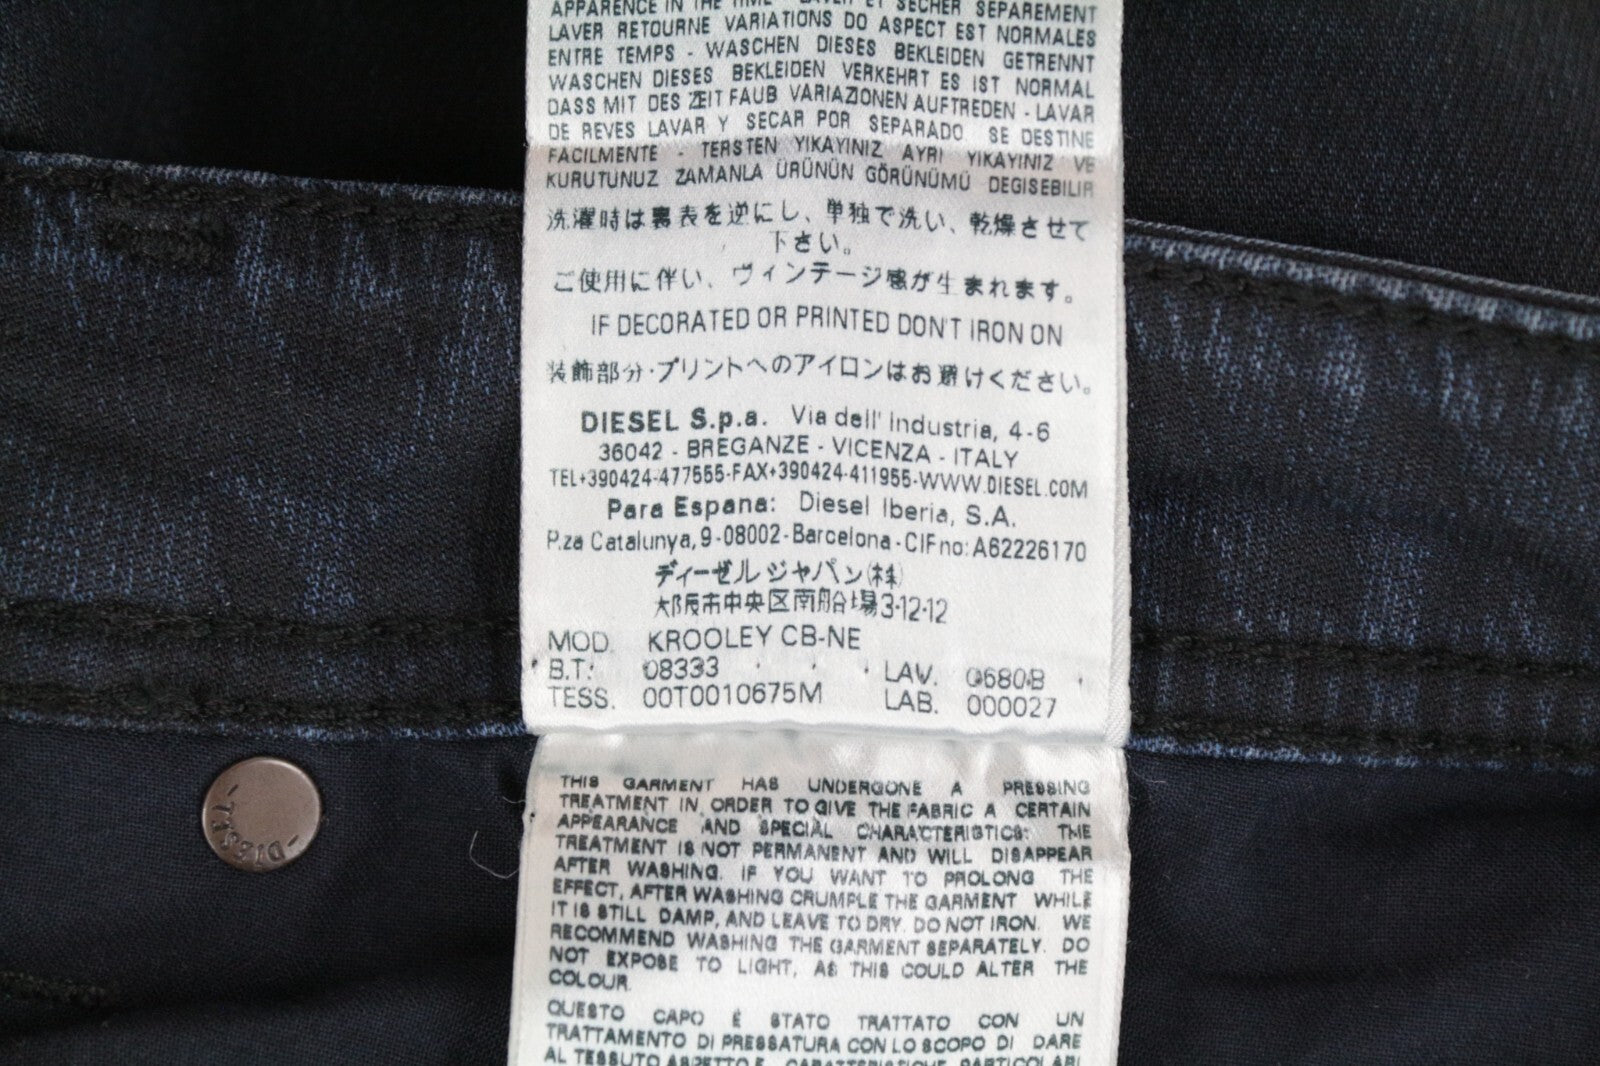 APPARENCE IN THE TIME - LAVER ET SECHER SEPAREMENT
LAVER RETOURNE VARIATIONS DO ASPECT EST NORMALES
ENTRE TEMPS - WASCHEN DIESES BEKLEIDEN GETRENNT
WASCHEN DIESES BEKLEIDEN VERKEHRT ES IST NORMAL
DASS MIT DES ZEIT FAUB VARIAZIONEN AUFTREDEN - LAVAR
DE REVES LAVAR Y SECAR POR SEPARADO SE DESTINE
FACILMENTE - TERSTEN YIKAYINIZ AYRI YIKAYINIZ VE
KURUTUNUZ ZAMANLA ÜRÜNÜN GÖRÜNÜMÜ DEGISEBILIR
洗濯時は裏表を逆にし、単独で洗い、乾燥させて
下さい。
ご使用に伴い、ヴィンテージ感が生まれます。
IF DECORATED OR PRINTED DON'T IRON ON
装飾部分・プリントへのアイロンはお避けください。
DIESEL S.p.a. Via dell' Industria, 4-6
36042 - BREGANZE - VICENZA - ITALY
TEL+390424-477555-FAX+390424-411955-WWW.DIESEL.COM
Para Espana: Diesel Iberia, S.A.
P.za Catalunya, 9 - 08002 - Barcelona - CIF no: A62226170
ディーゼル ジャパン(株)
大阪市中央区南船場3-12-12
MOD. KROOLEY CB-NE
B.T.: 08333 LAV. 0680B
TESS. 00T0010675M LAB. 000027
THIS GARMENT HAS UNDERGONE A PRESSING
TREATMENT IN ORDER TO GIVE THE FABRIC A CERTAIN
APPEARANCE AND SPECIAL CHARACTERISTICS: THE
TREATMENT IS NOT PERMANENT AND WILL DISAPPEAR
AFTER WASHING. IF YOU WANT TO PROLONG THE
EFFECT, AFTER WASHING CRUMPLE THE GARMENT WHILE
IT IS STILL DAMP, AND LEAVE TO DRY. DO NOT IRON. WE
RECOMMEND WASHING THE GARMENT SEPARATELY. DO
NOT EXPOSE TO LIGHT, AS THIS COULD ALTER THE
COLOUR.
QUESTO CAPO È STATO TRATTATO CON UN
TRATTAMENTO DI PRESSATURA CON LO SCOPO DI DARE
AL TESSUTO ASPETTO E CARATTERISTICHE PARTICOLARI
-DIESEL-